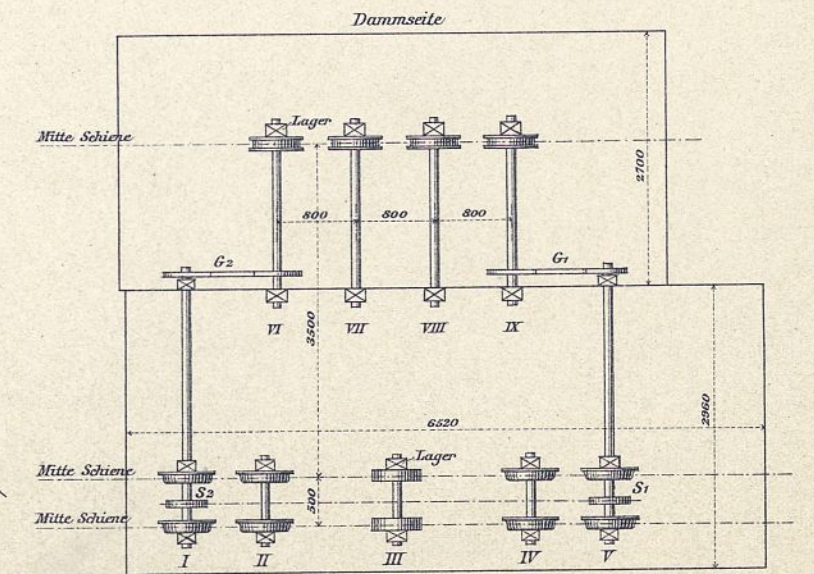 Dammseite
Lager
Mitte Schiene
2700
800 800 800
G2 G1
VI VII VIII IX
3500
2960
6520
Mitte Schiene
Lager
S2 S1
500
Mitte Schiene
I II III IV V